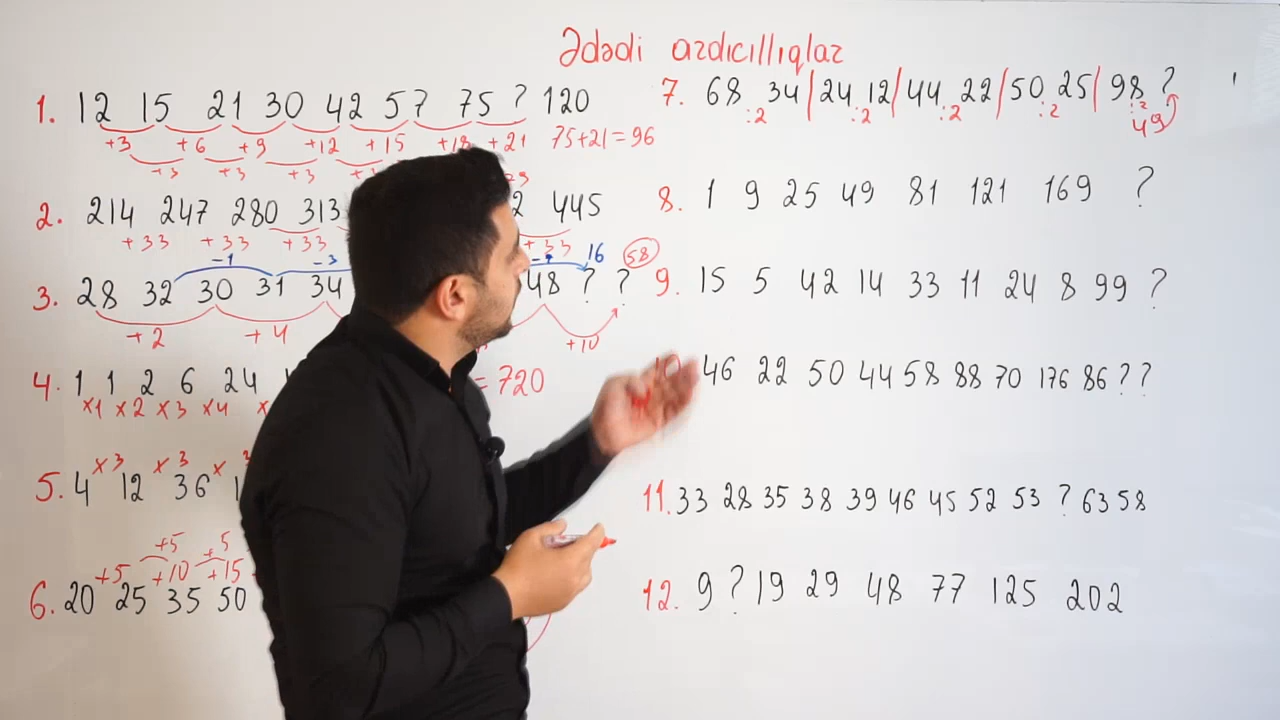 Ədədi ardıcıllıqlar
1. 12 15 21 30 42 57 75 ? 120
+3 +6 +9 +12 +15 +18 +21 75+21=96
+3 +3 +3
2. 214 247 280 313 445
+33 +33 +33 +33
-1 -3 16 58
3. 28 32 30 31 34 48 ? ?
+2 +4 +10
4. 1 1 2 6 24 = 720
×1 ×2 ×3 ×4
×3 ×3
5. 4 12 36
+5 +5
+5 +10 +15
6. 20 25 35 50
7. 68 34 | 24 12 | 44 22 | 50 25 | 98 ?
:2 :2 :2 :2 :2
49
8. 1 9 25 49 81 121 169 ?
9. 15 5 42 14 33 11 24 8 99 ?
46 22 50 44 58 88 70 176 86 ? ?
11. 33 28 35 38 39 46 45 52 53 ? 63 58
12. 9 ? 19 29 48 77 125 202